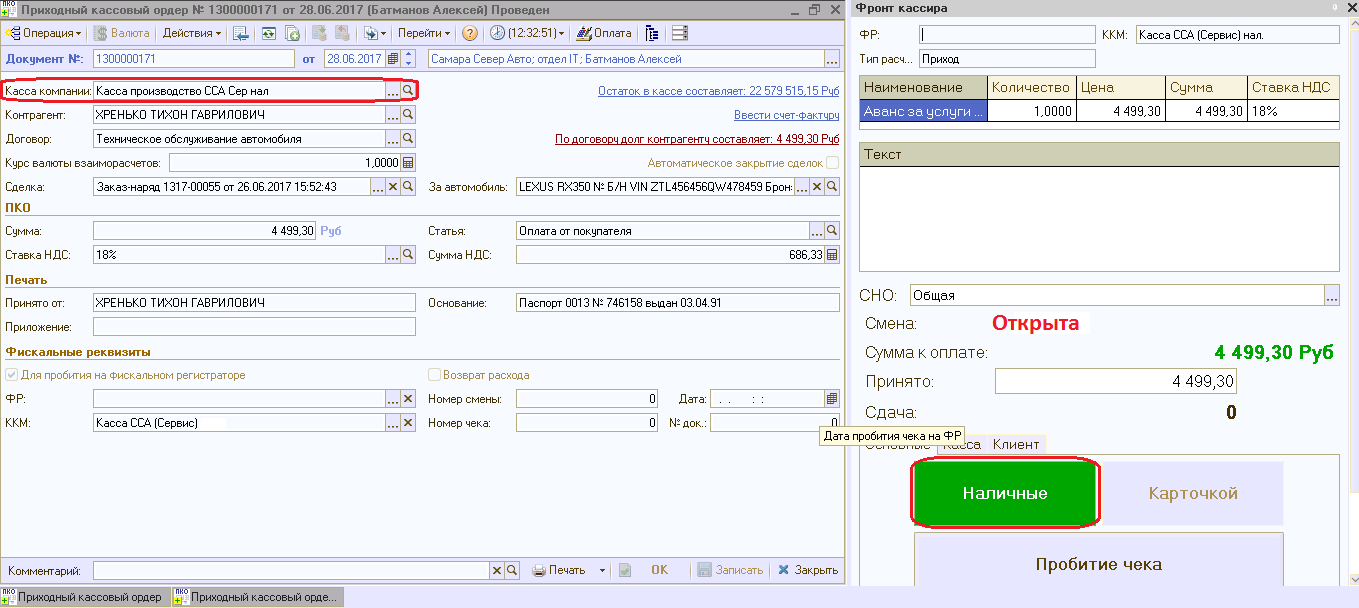 Приходный кассовый ордер № 1300000171 от 28.06.2017 (Батманов Алексей) Проведен
Операция Валюта Действия Перейти (12:32:51) Оплата
Документ №: 1300000171 от 28.06.2017 Самара Север Авто; отдел IT; Батманов Алексей ...
Касса компании: Касса производство ССА Сер нал ... Остаток в кассе составляет: 22 579 515,15 Руб
Контрагент: ХРЕНЬКО ТИХОН ГАВРИЛОВИЧ ... Ввести счет-фактуру
Договор: Техническое обслуживание автомобиля ... По договору долг контрагенту составляет: 4 499,30 Руб
Курс валюты взаиморасчетов: 1,0000 Автоматическое закрытие сделок
Сделка: Заказ-наряд 1317-00055 от 26.06.2017 15:52:43 ... За автомобиль: LEXUS RX350 № Б/Н VIN ZTL456456QW478459 Брон ...
ПКО
Сумма: 4 499,30 Руб Статья: Оплата от покупателя ...
Ставка НДС: 18% ... Сумма НДС: 686,33
Печать
Принято от: ХРЕНЬКО ТИХОН ГАВРИЛОВИЧ Основание: Паспорт 0013 № 746158 выдан 03.04.91
Приложение:
Фискальные реквизиты
Для пробития на фискальном регистраторе Возврат расхода
ФР: ... Номер смены: 0 Дата: . . : :
ККМ: Касса ССА (Сервис) ... Номер чека: 0 № док.: 0
Дата пробития чека на ФР
Комментарий: Печать OK Записать Закрыть
Приходный кассовый ордер Приходный кассовый орде...
Фронт кассира
ФР: ККМ: Касса ССА (Сервис) нал.
Тип расч... Приход
Наименование Количество Цена Сумма Ставка НДС
Аванс за услуги ... 1,0000 4 499,30 4 499,30 18%
Текст
СНО: Общая ...
Смена: Открыта
Сумма к оплате: 4 499,30 Руб
Принято: 4 499,30
Сдача: 0
Основные Касса Клиент
Наличные Карточкой
Пробитие чека